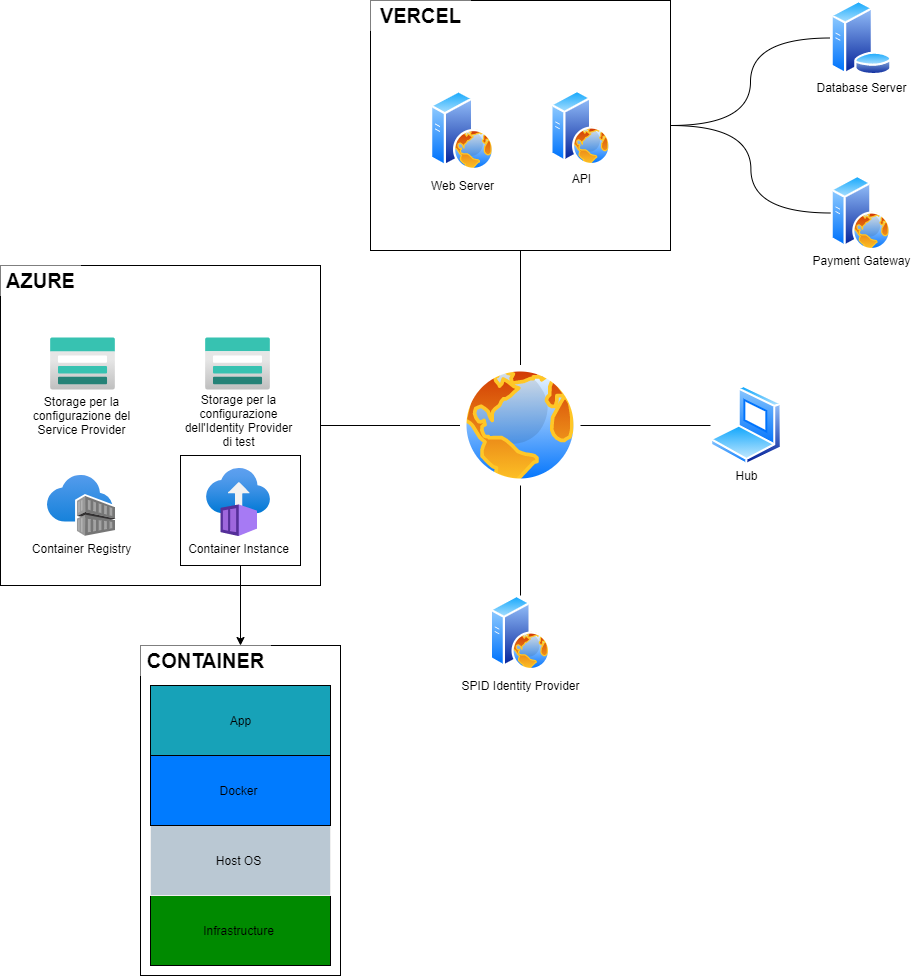 VERCEL
Database Server
Web Server
API
Payment Gateway
AZURE
Storage per la
configurazione del
Service Provider
Storage per la
configurazione
dell'Identity Provider
di test
Hub
Container Registry
Container Instance
CONTAINER
SPID Identity Provider
App
Docker
Host OS
Infrastructure